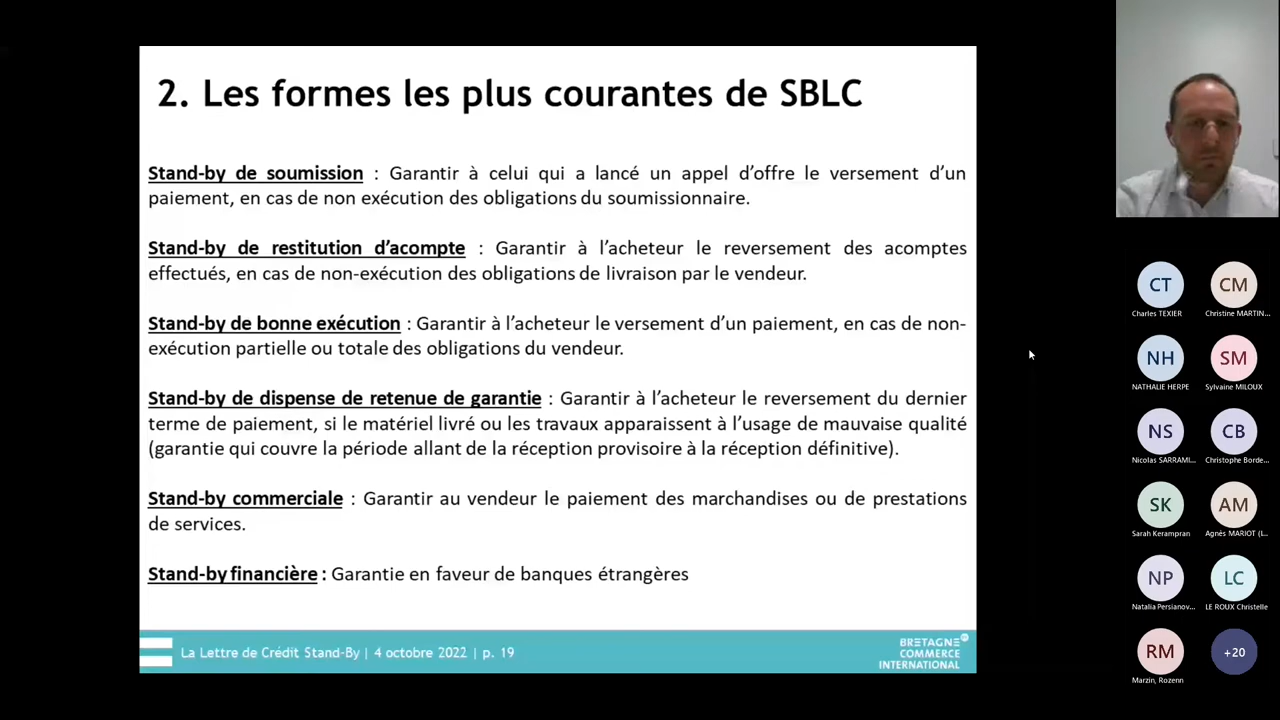 2. Les formes les plus courantes de SBLC
Stand-by de soumission : Garantir à celui qui a lancé un appel d’offre le versement d’un
paiement, en cas de non exécution des obligations du soumissionnaire.
Stand-by de restitution d’acompte : Garantir à l’acheteur le reversement des acomptes
effectués, en cas de non-exécution des obligations de livraison par le vendeur.
Stand-by de bonne exécution : Garantir à l’acheteur le versement d’un paiement, en cas de non-
exécution partielle ou totale des obligations du vendeur.
Stand-by de dispense de retenue de garantie : Garantir à l’acheteur le reversement du dernier
terme de paiement, si le matériel livré ou les travaux apparaissent à l’usage de mauvaise qualité
(garantie qui couvre la période allant de la réception provisoire à la réception définitive).
Stand-by commerciale : Garantir au vendeur le paiement des marchandises ou de prestations
de services.
Stand-by financière : Garantie en faveur de banques étrangères
La Lettre de Crédit Stand-By | 4 octobre 2022 | p. 19
BRETAGNE
COMMERCE
INTERNATIONAL
CT
CM
Charles TEXIER
Christine MARTIN...
NH
SM
NATHALIE HERPE
Sylvaine MILOUX
NS
CB
Nicolas SARRAMI...
Christophe Borde...
SK
AM
Sarah Kerampran
Agnès MARIOT (L...
NP
LC
Natalia Persianov...
LE ROUX Christelle
RM
+20
Marzin, Rozenn